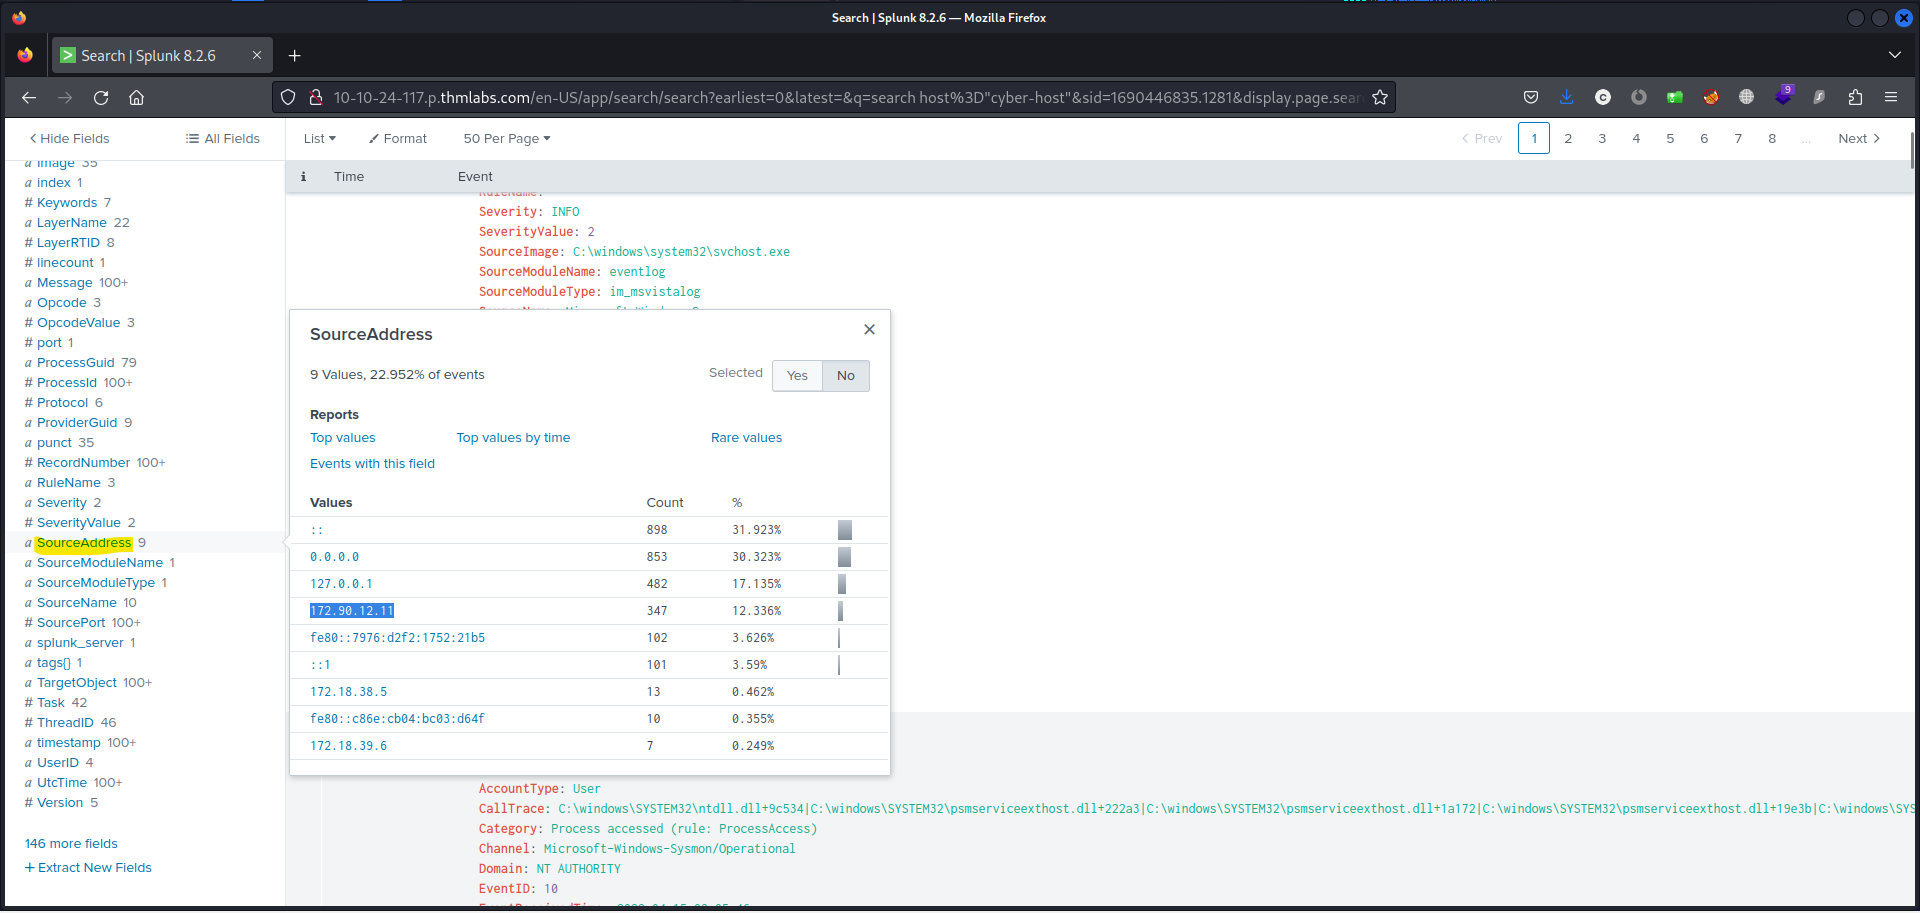 Search | Splunk 8.2.6 — Mozilla Firefox
Search | Splunk 8.2.6
10-10-24-117.p.thmlabs.com/en-US/app/search/search?earliest=0&latest=&q=search host%3D"cyber-host"&sid=1690446835.1281&display.page.sear
9
Hide Fields
All Fields
List
Format
50 Per Page
Prev 1 2 3 4 5 6 7 8 ... Next
i Time Event
a Image 35
a index 1
# Keywords 7
a LayerName 22
# LayerRTID 8
# linecount 1
a Message 100+
a Opcode 3
# OpcodeValue 3
# port 1
a ProcessGuid 79
# ProcessId 100+
# Protocol 6
a ProviderGuid 9
a punct 35
# RecordNumber 100+
a RuleName 3
a Severity 2
# SeverityValue 2
a SourceAddress 9
a SourceModuleName 1
a SourceModuleType 1
a SourceName 10
# SourcePort 100+
a splunk_server 1
a tags{} 1
a TargetObject 100+
# Task 42
# ThreadID 46
a timestamp 100+
a UserID 4
a UtcTime 100+
# Version 5
146 more fields
+ Extract New Fields
RuleName:
Severity: INFO
SeverityValue: 2
SourceImage: C:\windows\system32\svchost.exe
SourceModuleName: eventlog
SourceModuleType: im_msvistalog
SourceAddress
9 Values, 22.952% of events
Selected Yes No
Reports
Top values Top values by time Rare values
Events with this field
Values Count %
:: 898 31.923%
0.0.0.0 853 30.323%
127.0.0.1 482 17.135%
172.90.12.11 347 12.336%
fe80::7976:d2f2:1752:21b5 102 3.626%
::1 101 3.59%
172.18.38.5 13 0.462%
fe80::c86e:cb04:bc03:d64f 10 0.355%
172.18.39.6 7 0.249%
AccountType: User
CallTrace: C:\windows\SYSTEM32\ntdll.dll+9c534|C:\windows\SYSTEM32\psmserviceexthost.dll+222a3|C:\windows\SYSTEM32\psmserviceexthost.dll+1a172|C:\windows\SYSTEM32\psmserviceexthost.dll+19e3b|C:\windows\SYS
Category: Process accessed (rule: ProcessAccess)
Channel: Microsoft-Windows-Sysmon/Operational
Domain: NT AUTHORITY
EventID: 10